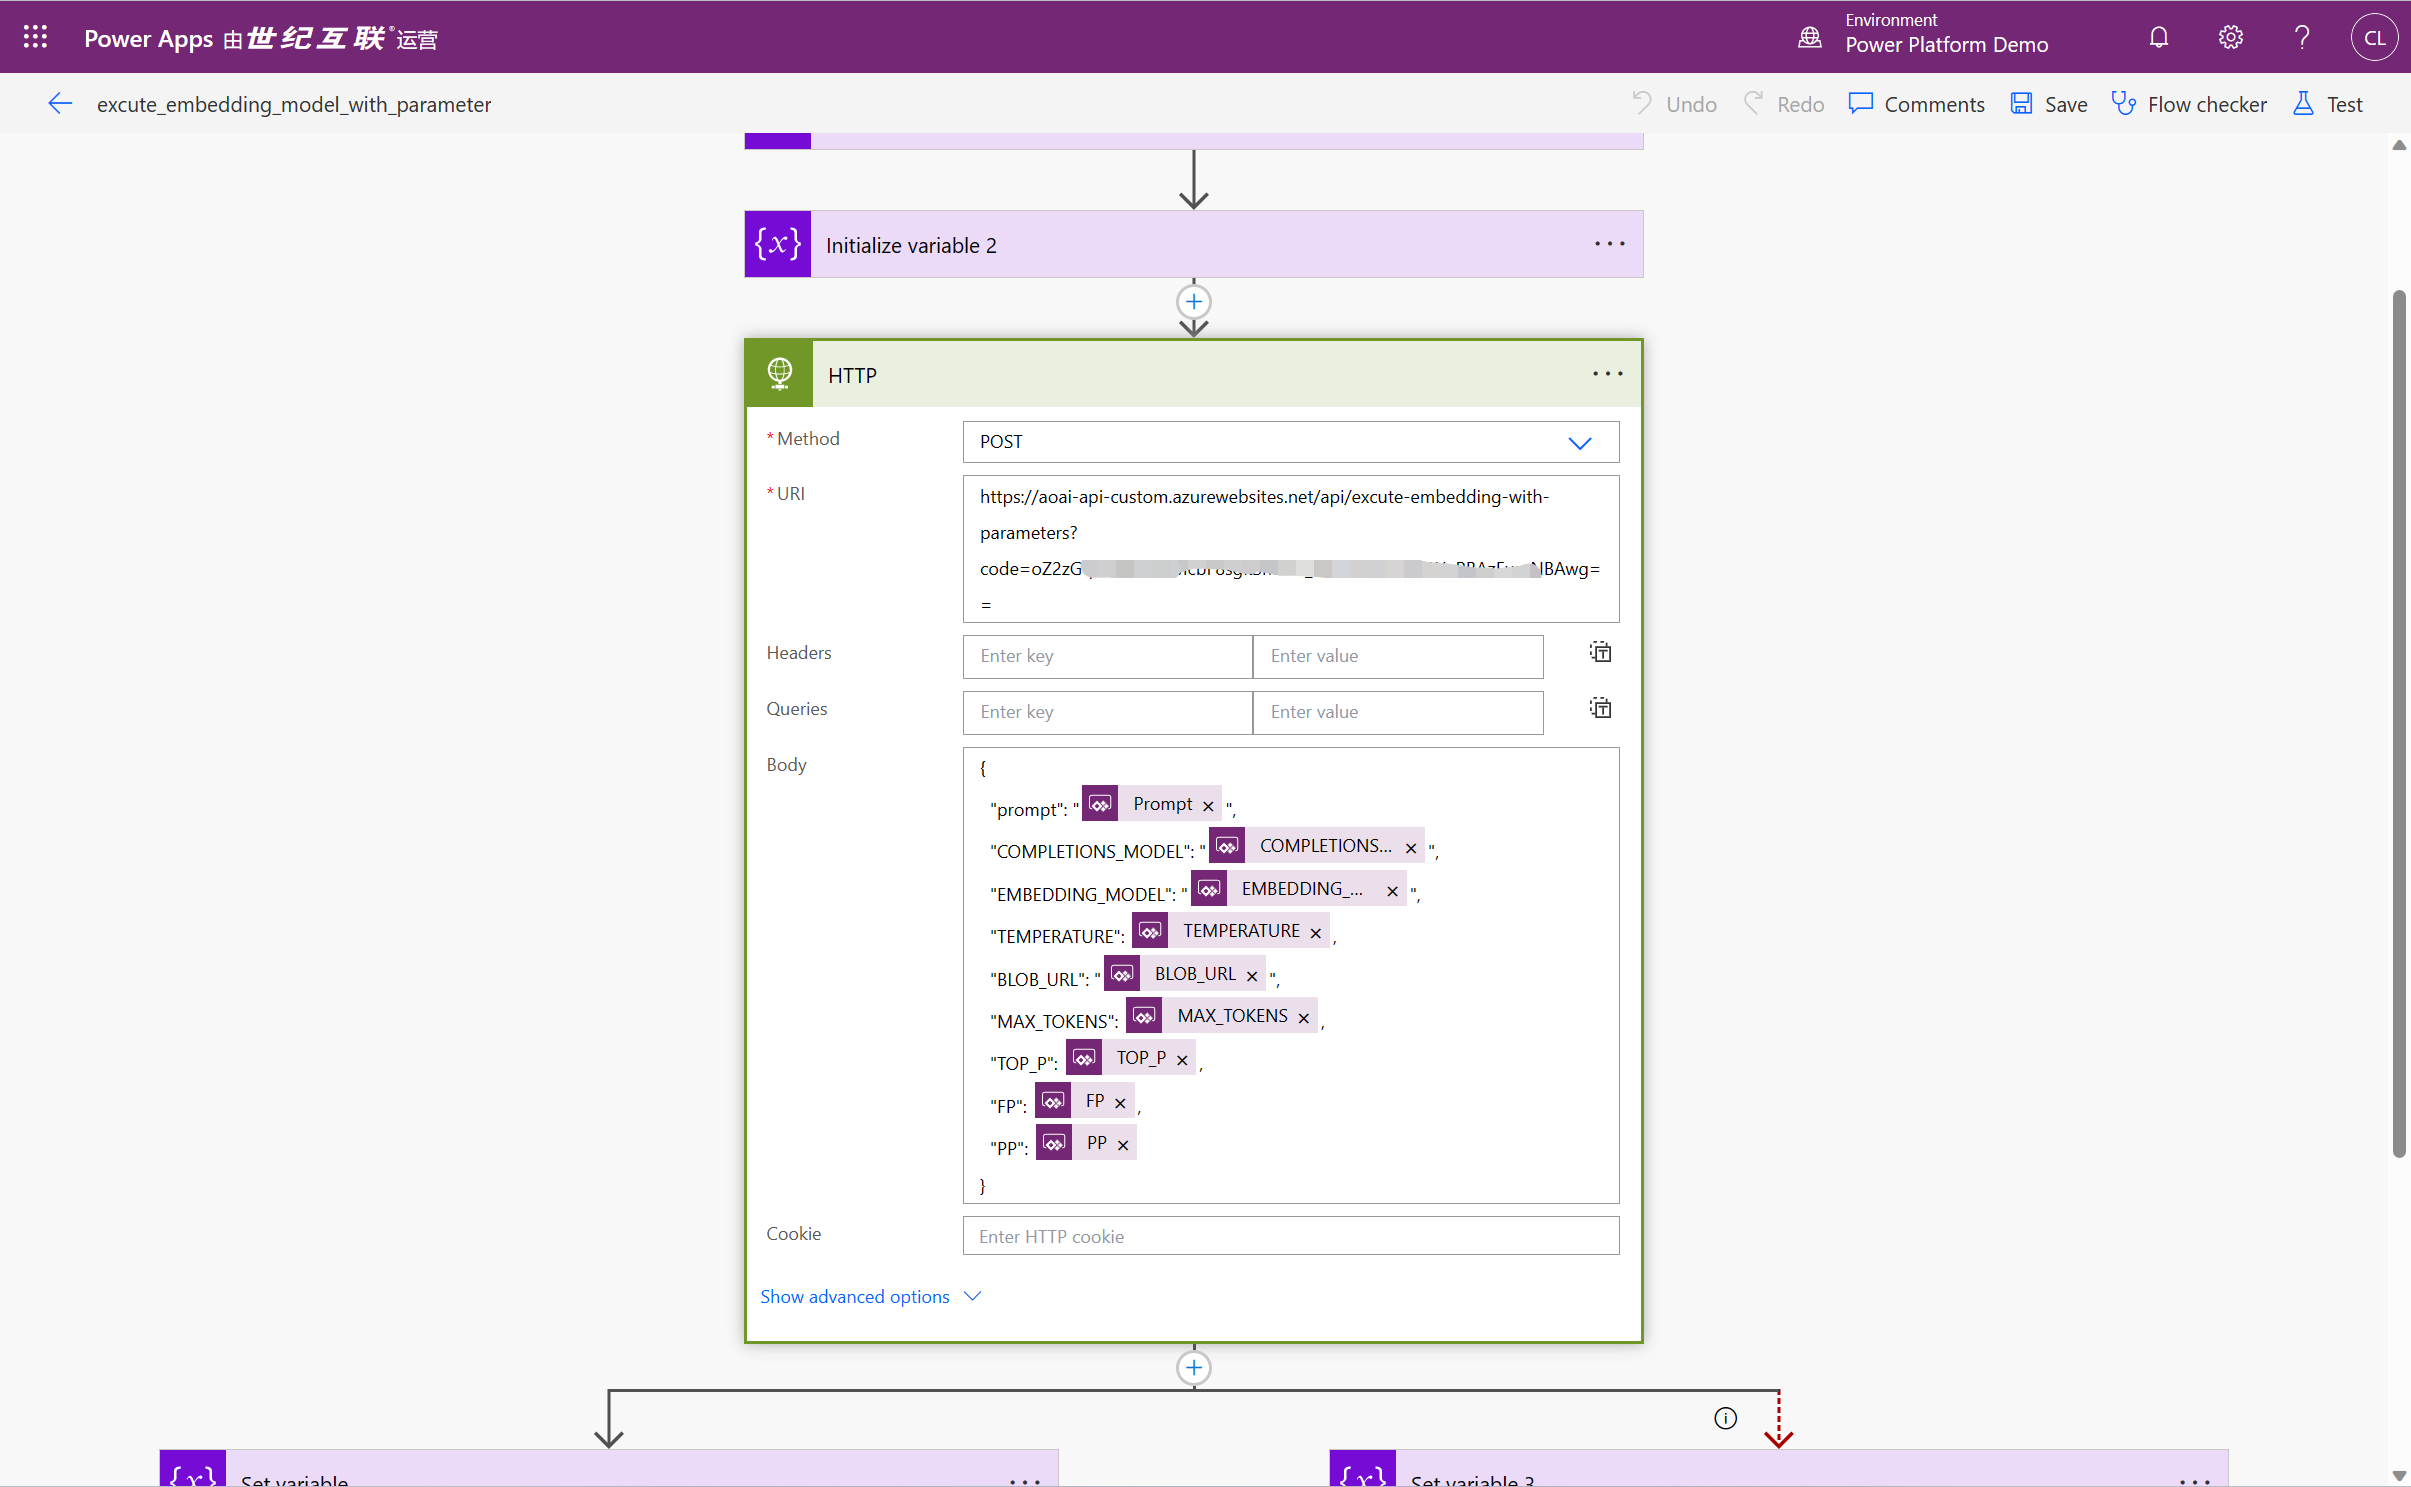 Power Apps 由世纪互联®运营
Environment
Power Platform Demo
CL
excute_embedding_model_with_parameter
Undo
Redo
Comments
Save
Flow checker
Test
{x} Initialize variable 2
HTTP
* Method
POST
* URI
https://aoai-api-custom.azurewebsites.net/api/excute-embedding-with-
parameters?
code=oZ2zG NBAwg=
=
Headers
Enter key
Enter value
Queries
Enter key
Enter value
Body
{
"prompt": " Prompt × ",
"COMPLETIONS_MODEL": " COMPLETIONS... × ",
"EMBEDDING_MODEL": " EMBEDDING_... × ",
"TEMPERATURE": TEMPERATURE × ,
"BLOB_URL": " BLOB_URL × ",
"MAX_TOKENS": MAX_TOKENS × ,
"TOP_P": TOP_P × ,
"FP": FP × ,
"PP": PP ×
}
Cookie
Enter HTTP cookie
Show advanced options
{x} Set variable
{x} Set variable 3